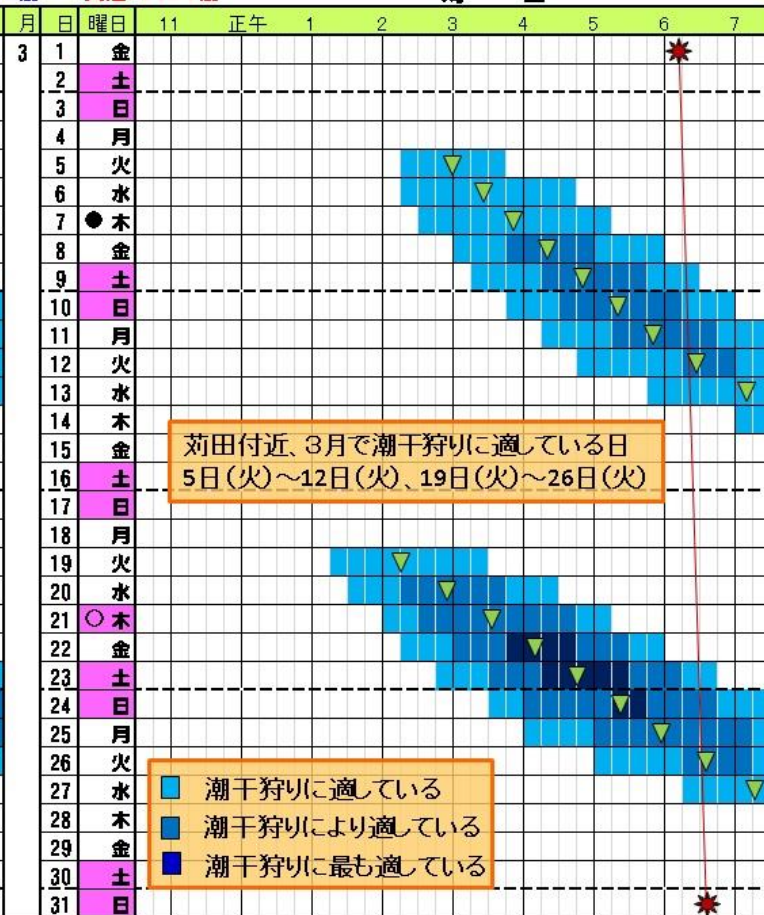 月 日 曜日 11 正午 1 2 3 4 5 6 7
3 1 金
2 土
3 日
4 月
5 火
6 水
7 ● 木
8 金
9 土
10 日
11 月
12 火
13 水
14 木
15 金
16 土
17 日
18 月
19 火
20 水
21 ○ 木
22 金
23 土
24 日
25 月
26 火
27 水
28 木
29 金
30 土
31 日
苅田付近、3月で潮干狩りに適している日
5日(火)～12日(火)、19日(火)～26日(火)
潮干狩りに適している
潮干狩りにより適している
潮干狩りに最も適している